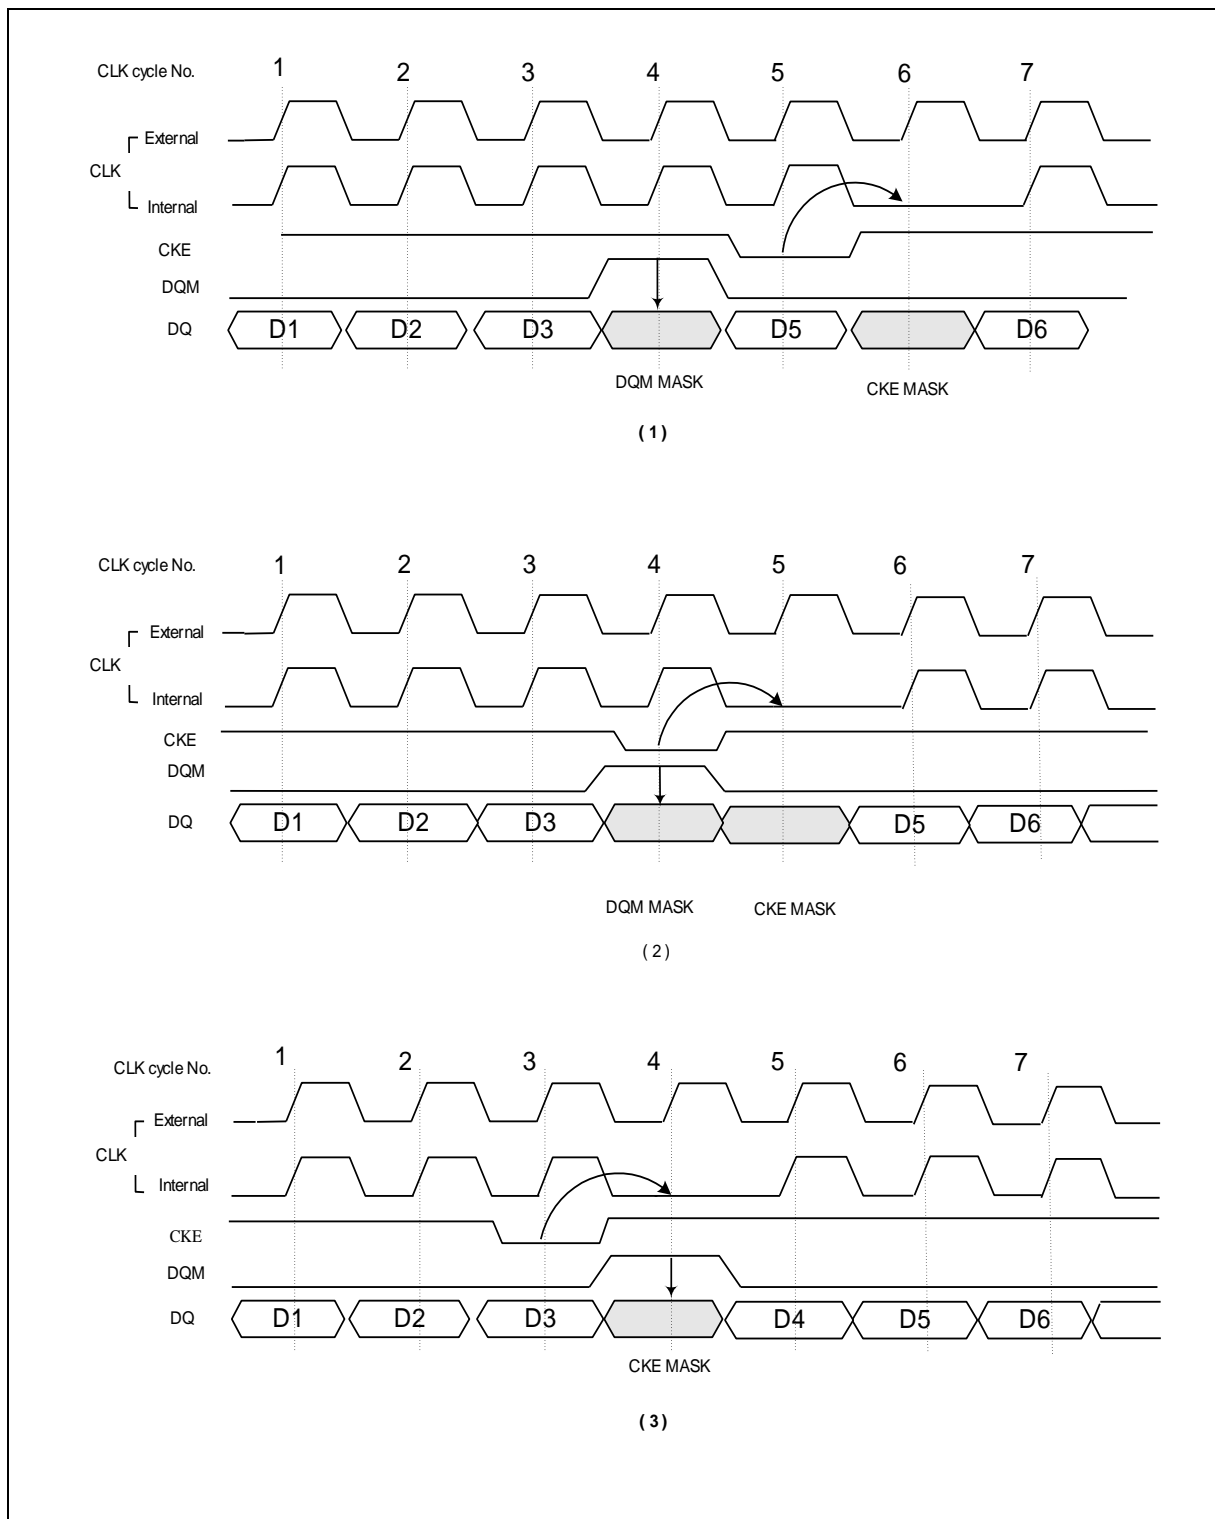 CLK cycle No. 1 2 3 4 5 6 7
External
CLK
Internal
CKE
DQM
DQ D1 D2 D3 D5 D6
DQM MASK CKE MASK
( 1 )
CLK cycle No. 1 2 3 4 5 6 7
External
CLK
Internal
CKE
DQM
DQ D1 D2 D3 D5 D6
DQM MASK CKE MASK
( 2 )
CLK cycle No. 1 2 3 4 5 6 7
External
CLK
Internal
CKE
DQM
DQ D1 D2 D3 D4 D5 D6
CKE MASK
( 3 )